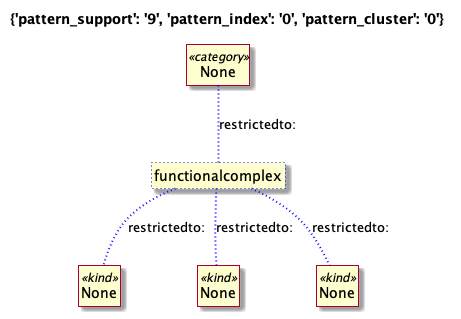 {'pattern_support': '9', 'pattern_index': '0', 'pattern_cluster': '0'}
«category»
None
restrictedto:
functionalcomplex
restrictedto: restrictedto: restrictedto:
«kind» «kind» «kind»
None None None